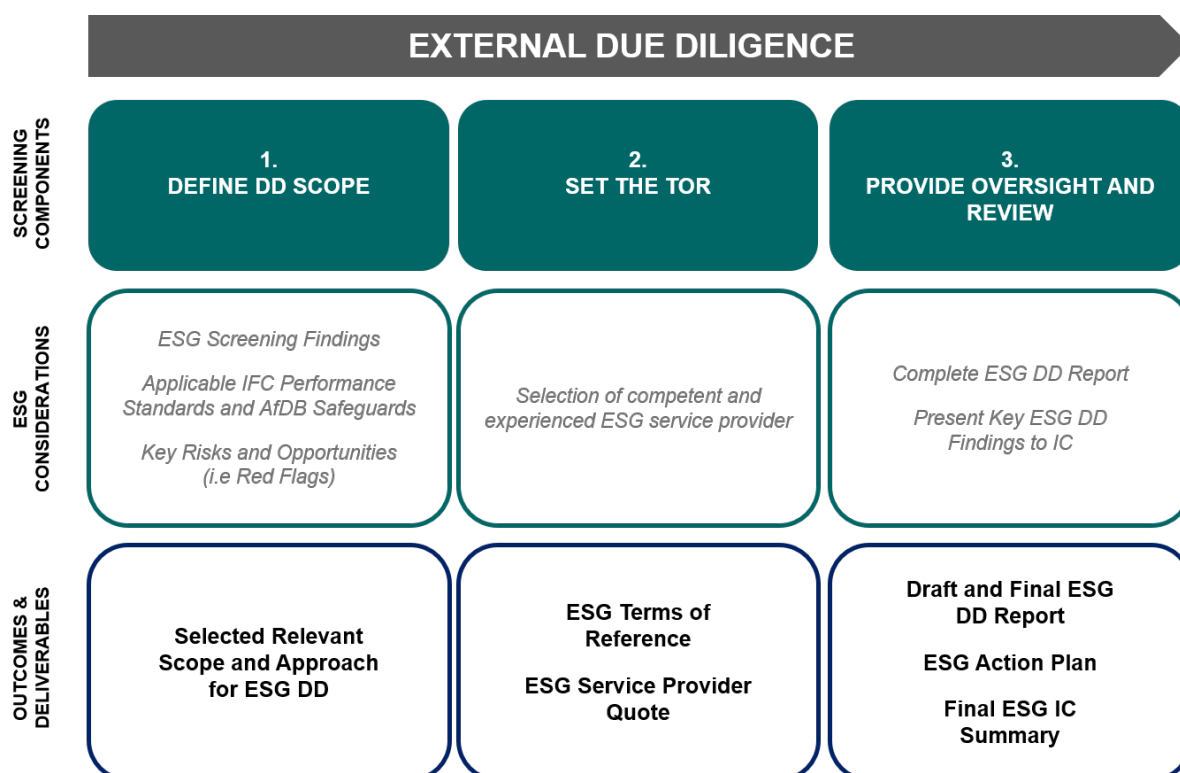 EXTERNAL DUE DILIGENCE
SCREENING
COMPONENTS
1.
DEFINE DD SCOPE
2.
SET THE TOR
3.
PROVIDE OVERSIGHT AND
REVIEW
ESG
CONSIDERATIONS
ESG Screening Findings
Applicable IFC Performance
Standards and AfDB Safeguards
Key Risks and Opportunities
(i.e Red Flags)
Selection of competent and
experienced ESG service provider
Complete ESG DD Report
Present Key ESG DD
Findings to IC
OUTCOMES &
DELIVERABLES
Selected Relevant
Scope and Approach
for ESG DD
ESG Terms of
Reference
ESG Service Provider
Quote
Draft and Final ESG
DD Report
ESG Action Plan
Final ESG IC
Summary